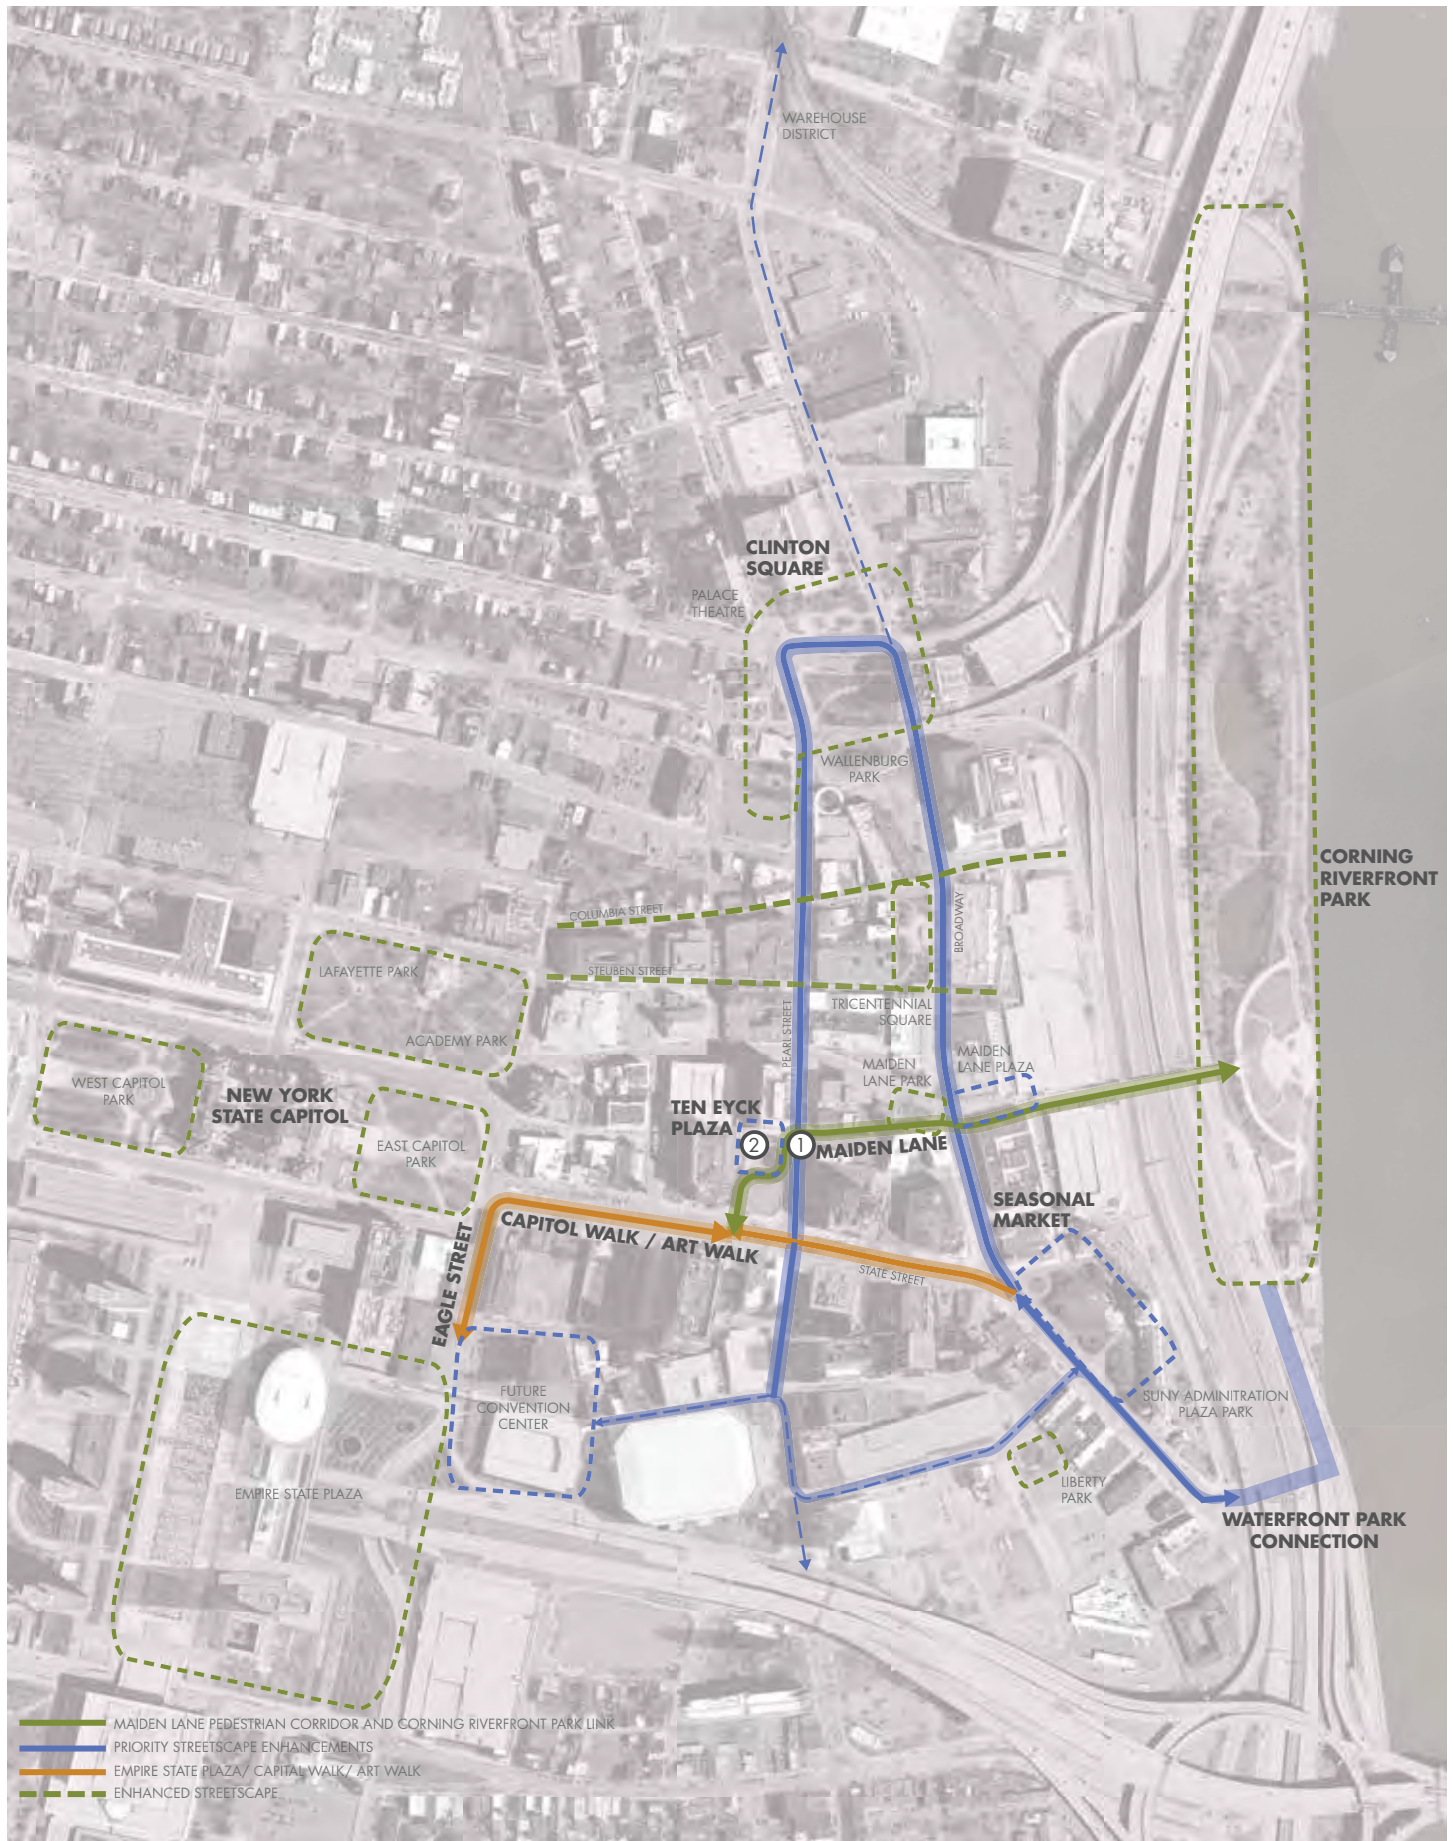 WAREHOUSE
DISTRICT
CLINTON
SQUARE
PALACE
THEATRE
WALLENBURG
PARK
CORNING
RIVERFRONT
PARK
COLUMBIA STREET
BROADWAY
LAFAYETTE PARK
STEUBEN STREET
TRICENTENNIAL
SQUARE
PEARL STREET
ACADEMY PARK
MAIDEN
LANE PLAZA
MAIDEN
LANE PARK
WEST CAPITOL
PARK
NEW YORK
STATE CAPITOL
TEN EYCK
PLAZA
2
1
MAIDEN LANE
EAST CAPITOL
PARK
SEASONAL
MARKET
CAPITOL WALK / ART WALK
EAGLE STREET
STATE STREET
FUTURE
CONVENTION
CENTER
SUNY ADMINITRATION
PLAZA PARK
EMPIRE STATE PLAZA
LIBERTY
PARK
WATERFRONT PARK
CONNECTION
MAIDEN LANE PEDESTRIAN CORRIDOR AND CORNING RIVERFRONT PARK LINK
PRIORITY STREETSCAPE ENHANCEMENTS
EMPIRE STATE PLAZA/ CAPITAL WALK/ ART WALK
ENHANCED STREETSCAPE